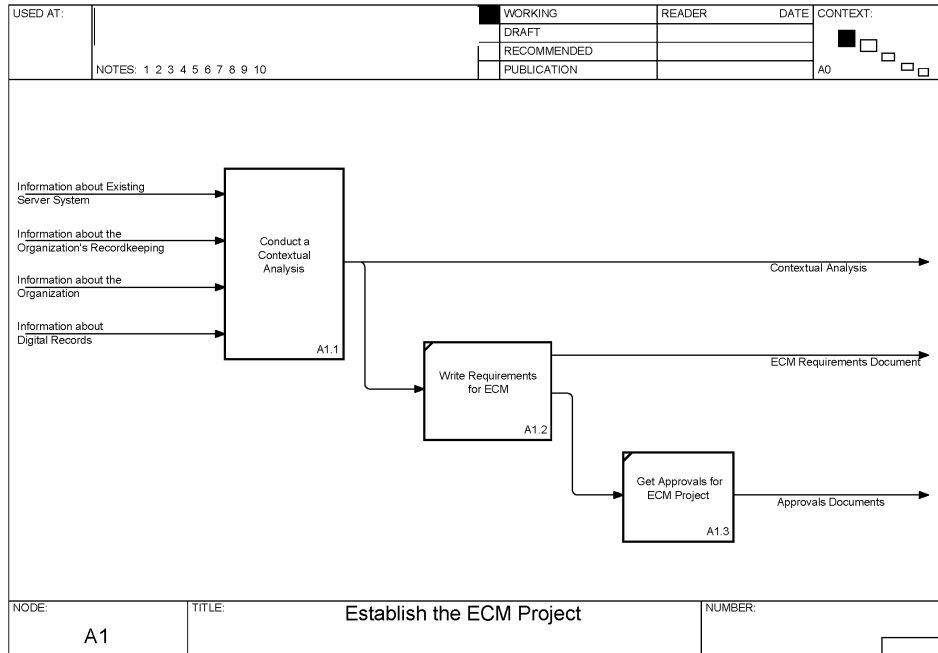 USED AT:
WORKING
READER DATE
CONTEXT:
DRAFT
RECOMMENDED
NOTES: 1 2 3 4 5 6 7 8 9 10
PUBLICATION
A0
Information about Existing
Server System
Information about the
Organization's Recordkeeping
Information about the
Organization
Information about
Digital Records
Conduct a
Contextual
Analysis
A1.1
Contextual Analysis
Write Requirements
for ECM
A1.2
ECM Requirements Document
Get Approvals for
ECM Project
A1.3
Approvals Documents
NODE:
A1
TITLE:
Establish the ECM Project
NUMBER: